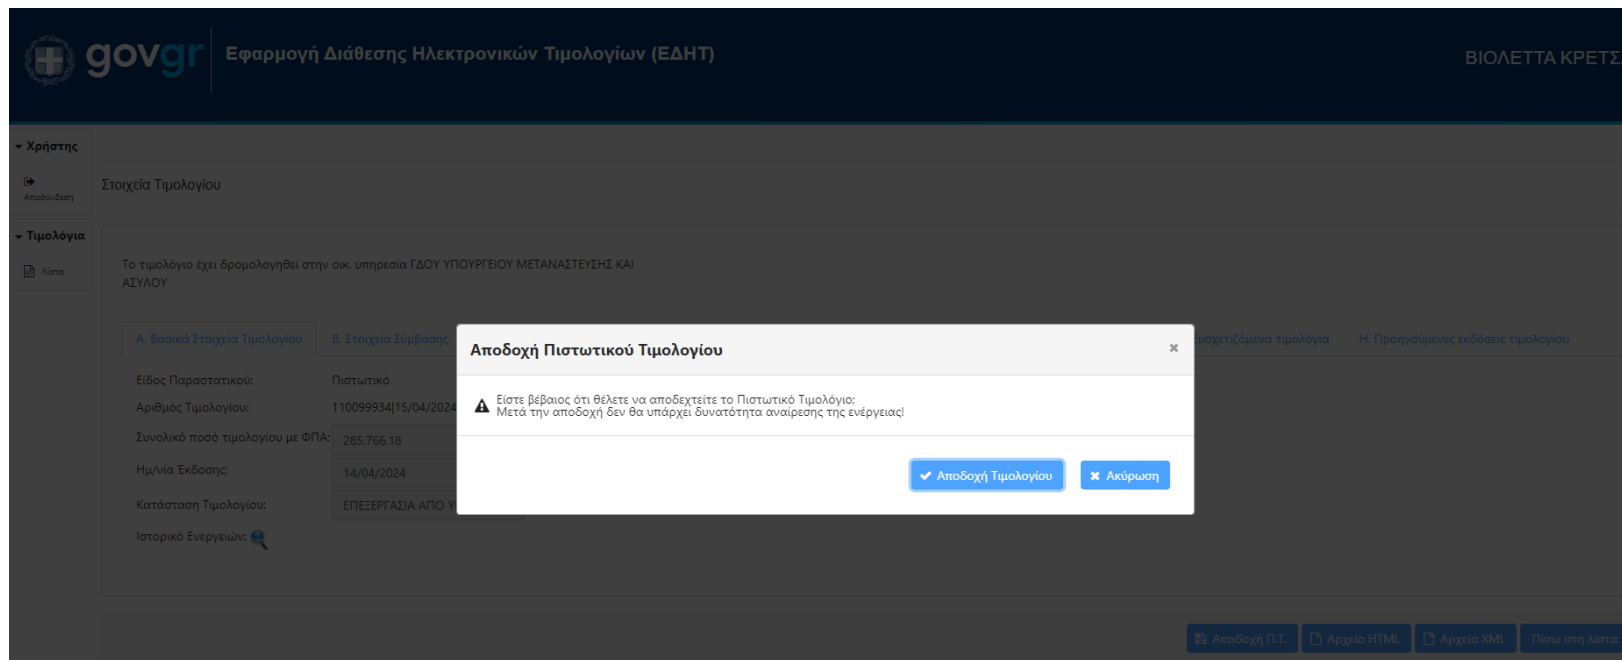 govgr
Εφαρμογή Διάθεσης Ηλεκτρονικών Τιμολογίων (ΕΔΗΤ)
ΒΙΟΛΕΤΤΑ ΚΡΕΤΣ
Χρήστης
Αποσύνδεση
Στοιχεία Τιμολογίου
Τιμολόγια
Λίστα
Το τιμολόγιο έχει δρομολογηθεί στην οικ. υπηρεσία ΓΔΟΥ ΥΠΟΥΡΓΕΙΟΥ ΜΕΤΑΝΑΣΤΕΥΣΗΣ ΚΑΙ
ΑΣΥΛΟΥ
Α. Βασικά Στοιχεία Τιμολογίου Β. Στοιχεία Σύμβασης Συσχετιζόμενα τιμολόγια Η. Προηγούμενες εκδόσεις τιμολογίου
Αποδοχή Πιστωτικού Τιμολογίου
Είστε βέβαιος ότι θέλετε να αποδεχτείτε το Πιστωτικό Τιμολόγιο;
Μετά την αποδοχή δεν θα υπάρχει δυνατότητα αναίρεσης της ενέργειας!
Αποδοχή Τιμολογίου Ακύρωση
Είδος Παραστατικού: Πιστωτικό
Αριθμός Τιμολογίου: 110099934|15/04/2024
Συνολικό ποσό τιμολογίου με ΦΠΑ: 285.766,18
Ημ/νία Έκδοσης: 14/04/2024
Κατάσταση Τιμολογίου: ΕΠΕΞΕΡΓΑΣΙΑ ΑΠΟ Υ
Ιστορικό Ενεργειών:
Αποδοχή Π.Τ. Αρχείο HTML Αρχείο XML Πίσω στη λίστα